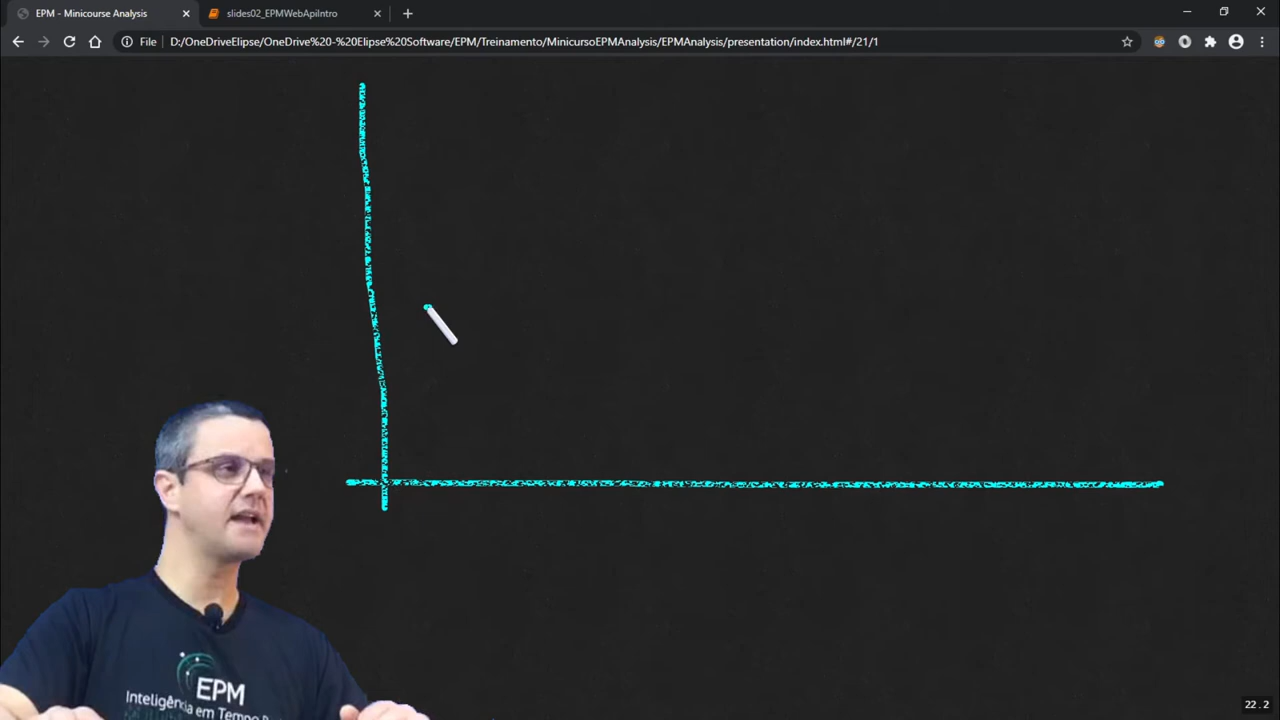 EPM - Minicourse Analysis
slides02_EPMWebApiIntro
File
D:/OneDriveElipse/OneDrive%20-%20Elipse%20Software/EPM/Treinamento/MinicursoEPMAnalysis/EPMAnalysis/presentation/index.html#/21/1
EPM
Inteligência em Tempo
22.2